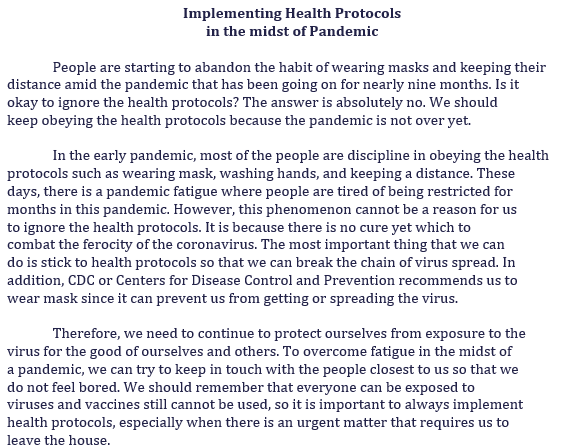 Implementing Health Protocols
in the midst of Pandemic
People are starting to abandon the habit of wearing masks and keeping their
distance amid the pandemic that has been going on for nearly nine months. Is it
okay to ignore the health protocols? The answer is absolutely no. We should
keep obeying the health protocols because the pandemic is not over yet.
In the early pandemic, most of the people are discipline in obeying the health
protocols such as wearing mask, washing hands, and keeping a distance. These
days, there is a pandemic fatigue where people are tired of being restricted for
months in this pandemic. However, this phenomenon cannot be a reason for us
to ignore the health protocols. It is because there is no cure yet which to
combat the ferocity of the coronavirus. The most important thing that we can
do is stick to health protocols so that we can break the chain of virus spread. In
addition, CDC or Centers for Disease Control and Prevention recommends us to
wear mask since it can prevent us from getting or spreading the virus.
Therefore, we need to continue to protect ourselves from exposure to the
virus for the good of ourselves and others. To overcome fatigue in the midst of
a pandemic, we can try to keep in touch with the people closest to us so that we
do not feel bored. We should remember that everyone can be exposed to
viruses and vaccines still cannot be used, so it is important to always implement
health protocols, especially when there is an urgent matter that requires us to
leave the house.